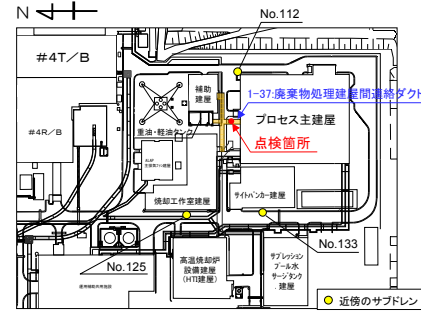 N
No.112
#4T/B
補助
建屋
1-37:廃棄物処理建屋間連絡ダクト
プロセス主建屋
#4R/B
重油・軽油タンク
点検箇所
焼却工作室建屋
サイトバンカー建屋
No.125
No.133
高温焼却炉
設備建屋
(HTI建屋)
サプレッション
プール水
サージタンク
建屋
近傍のサブドレン